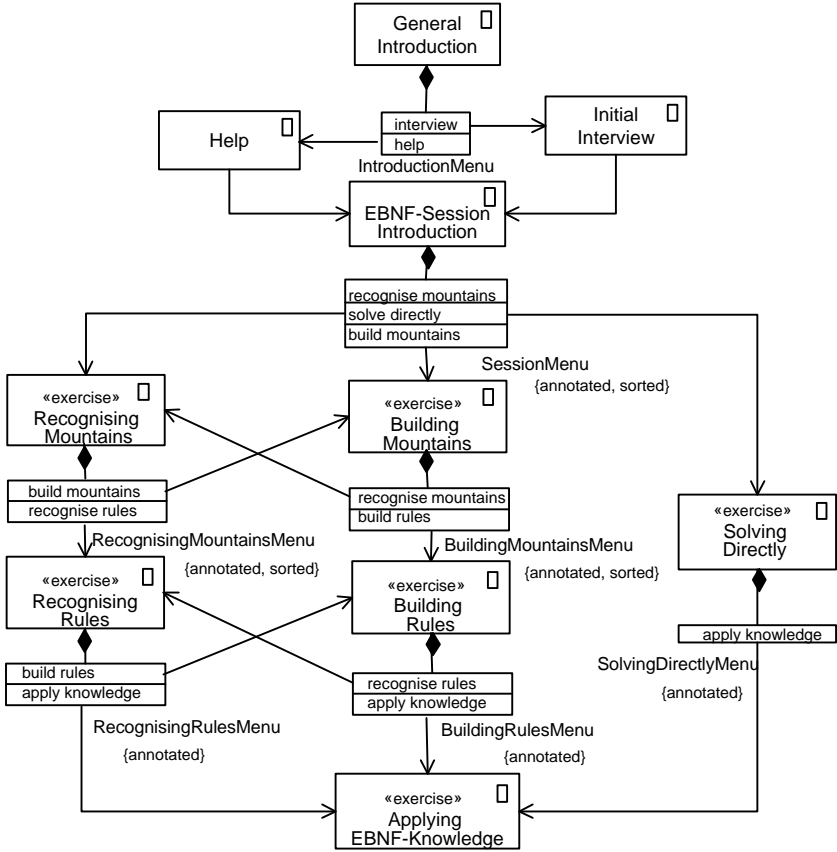 General
Introduction
interview
help
IntroductionMenu
Help
Initial
Interview
EBNF-Session
Introduction
recognise mountains
solve directly
build mountains
SessionMenu
{annotated, sorted}
«exercise»
Recognising
Mountains
«exercise»
Building
Mountains
build mountains
recognise rules
RecognisingMountainsMenu
{annotated, sorted}
recognise mountains
build rules
BuildingMountainsMenu
{annotated, sorted}
«exercise»
Solving
Directly
«exercise»
Recognising
Rules
«exercise»
Building
Rules
apply knowledge
SolvingDirectlyMenu
{annotated}
build rules
apply knowledge
RecognisingRulesMenu
{annotated}
recognise rules
apply knowledge
BuildingRulesMenu
{annotated}
«exercise»
Applying
EBNF-Knowledge